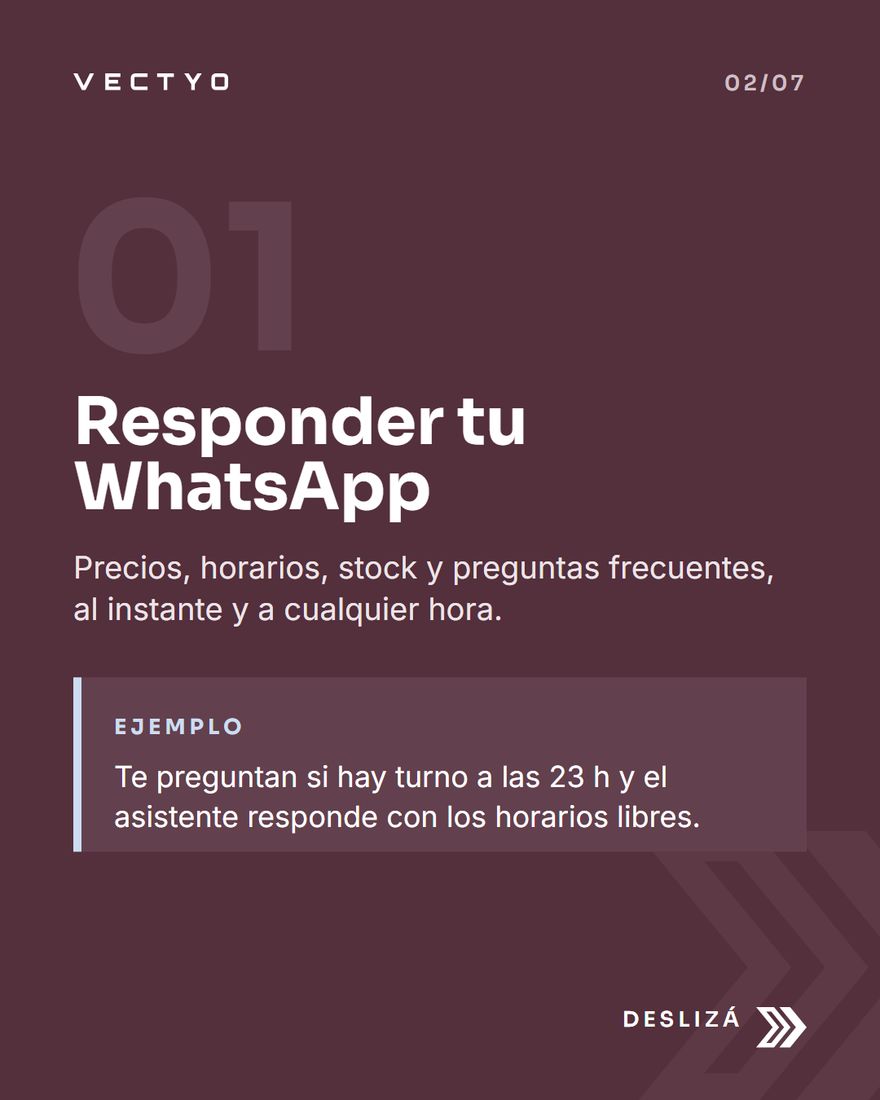 VECTYO
02/07
01
Responder tu
WhatsApp
Precios, horarios, stock y preguntas frecuentes,
al instante y a cualquier hora.
EJEMPLO
Te preguntan si hay turno a las 23 h y el
asistente responde con los horarios libres.
DESLIZÁ